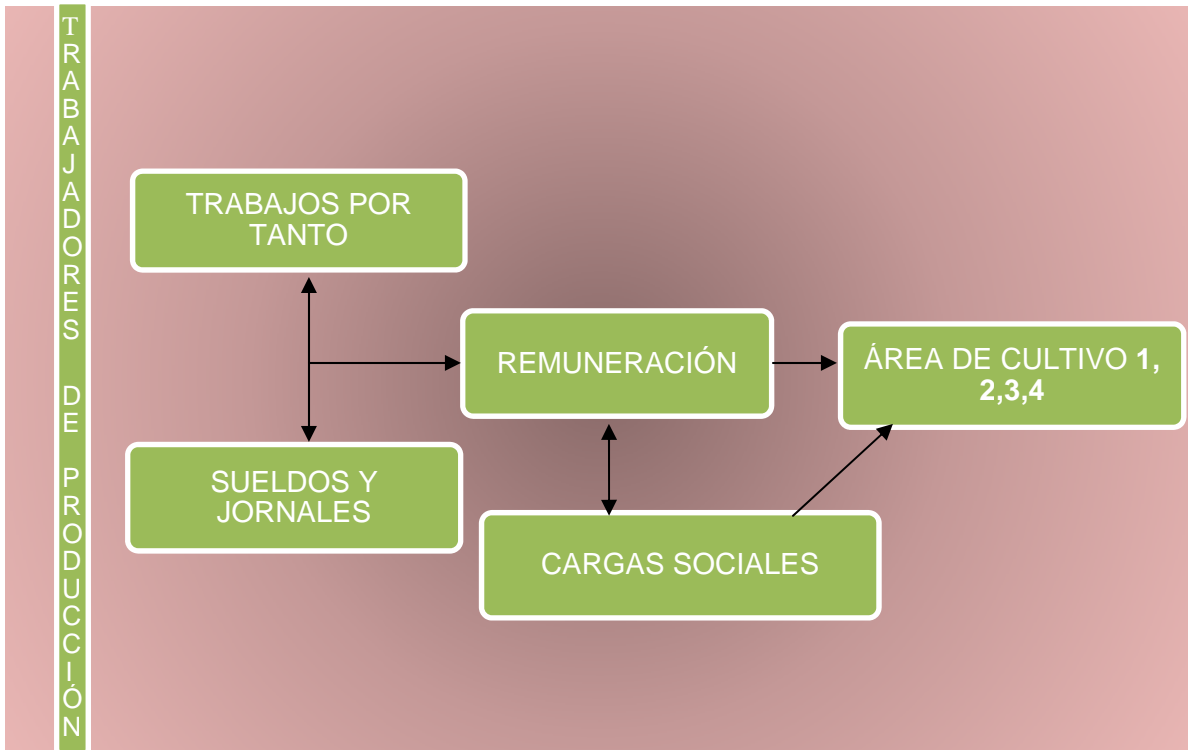 TRABAJADORES DE PRODUCCIÓN
TRABAJOS POR
TANTO
REMUNERACIÓN
ÁREA DE CULTIVO 1,
2,3,4
SUELDOS Y
JORNALES
CARGAS SOCIALES